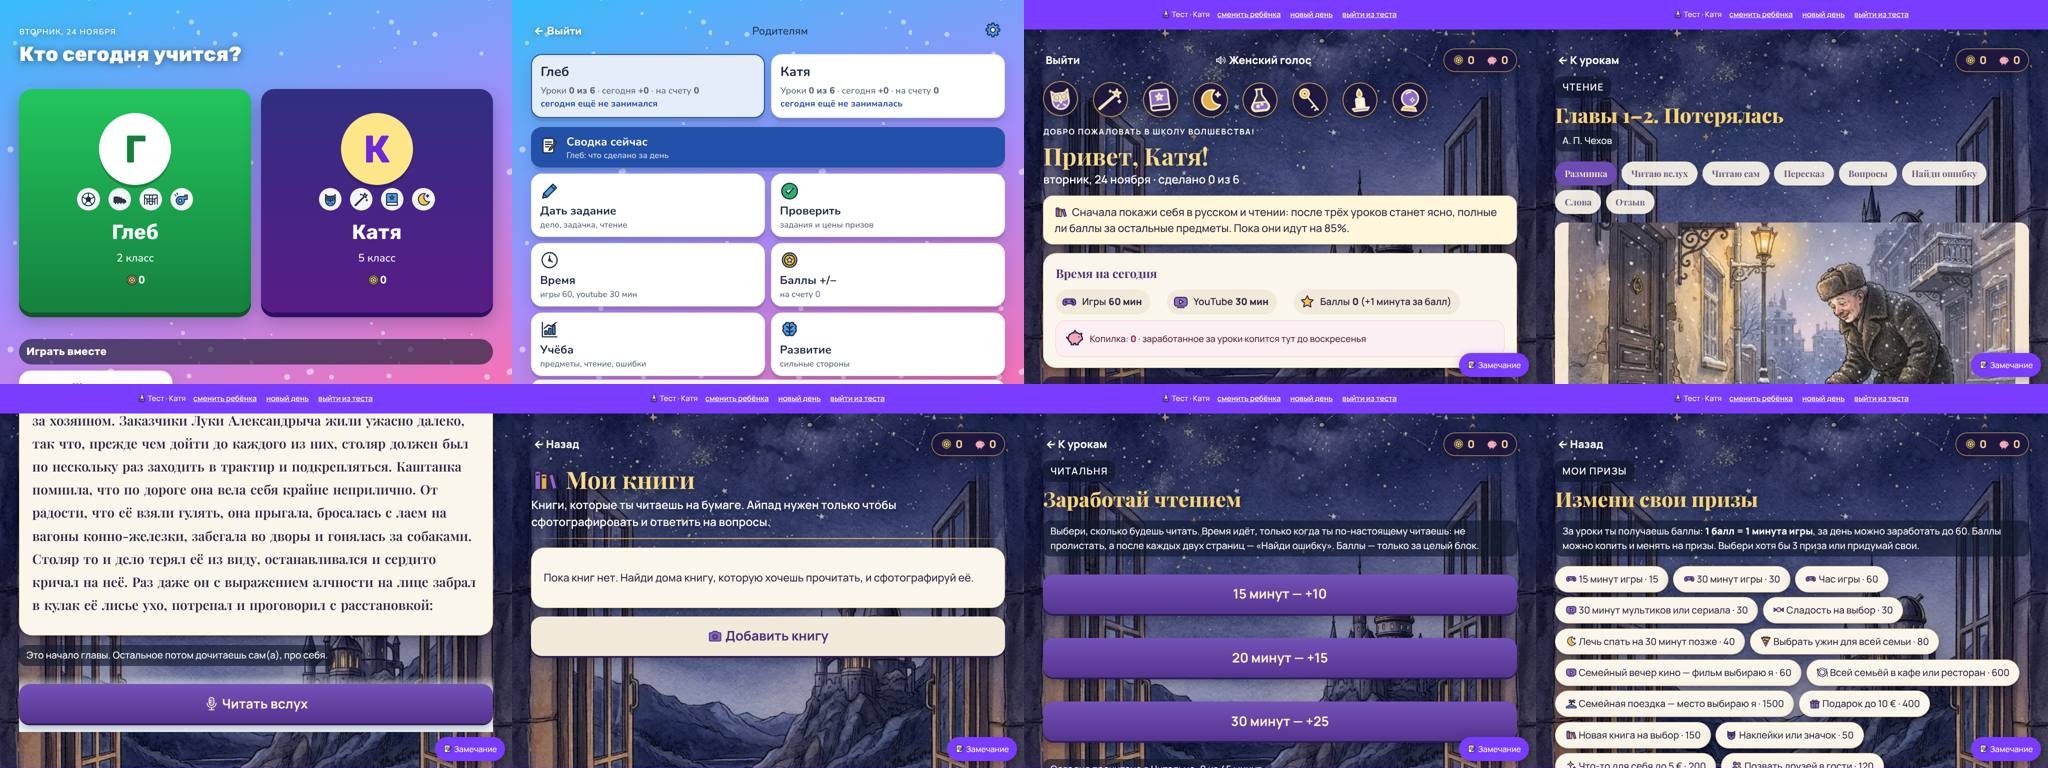 ВТОРНИК, 24 НОЯБРЯ
Кто сегодня учится?
Г
Глеб
2 класс
0
К
Катя
5 класс
0
Играть вместе
← Выйти
Родителям
Глеб
Уроки 0 из 6 · сегодня +0 · на счету 0
сегодня ещё не занимался
Катя
Уроки 0 из 6 · сегодня +0 · на счету 0
сегодня ещё не занималась
Сводка сейчас
Глеб: что сделано за день
Дать задание
дело, задачка, чтение
Проверить
задания и цены призов
Время
игры 60, youtube 30 мин
Баллы +/−
на счету 0
Учёба
предметы, чтение, ошибки
Развитие
сильные стороны
Тест · Катя сменить ребёнка новый день выйти из теста
Выйти
Женский голос
0 0
ДОБРО ПОЖАЛОВАТЬ В ШКОЛУ ВОЛШЕБСТВА!
Привет, Катя!
вторник, 24 ноября · сделано 0 из 6
Сначала покажи себя в русском и чтении: после трёх уроков станет ясно, полные
ли баллы за остальные предметы. Пока они идут на 85%.
Время на сегодня
Игры 60 мин
YouTube 30 мин
Баллы 0 (+1 минута за балл)
Копилка: 0 · заработанное за уроки копится тут до воскресенья
Замечание
Тест · Катя сменить ребёнка новый день выйти из теста
← К урокам
0 0
ЧТЕНИЕ
Главы 1–2. Потерялась
А. П. Чехов
Разминка Читаю вслух Читаю сам Пересказ Вопросы Найди ошибку
Слова Отзыв
Замечание
Тест · Катя сменить ребёнка новый день выйти из теста
за хозяином. Заказчики Луки Александрыча жили ужасно далеко,
так что, прежде чем дойти до каждого из них, столяр должен был
по нескольку раз заходить в трактир и подкрепляться. Каштанка
помнила, что по дороге она вела себя крайне неприлично. От
радости, что её взяли гулять, она прыгала, бросалась с лаем на
вагоны конно-железки, забегала во дворы и гонялась за собаками.
Столяр то и дело терял её из виду, останавливался и сердито
кричал на неё. Раз даже он с выражением алчности на лице забрал
в кулак её лисье ухо, потрепал и проговорил с расстановкой:
Это начало главы. Остальное потом дочитаешь сам(а), про себя.
Читать вслух
Замечание
Тест · Катя сменить ребёнка новый день выйти из теста
← Назад
0 0
Мои книги
Книги, которые ты читаешь на бумаге. Айпад нужен только чтобы
сфотографировать и ответить на вопросы.
Пока книг нет. Найди дома книгу, которую хочешь прочитать, и сфотографируй её.
Добавить книгу
Замечание
Тест · Катя сменить ребёнка новый день выйти из теста
← К урокам
0 0
ЧИТАЛЬНЯ
Заработай чтением
Выбери, сколько будешь читать. Время идёт, только когда ты по-настоящему читаешь: не
пролистать, а после каждых двух страниц — «Найди ошибку». Баллы — только за целый блок.
15 минут — +10
20 минут — +15
30 минут — +25
Замечание
Тест · Катя сменить ребёнка новый день выйти из теста
← Назад
0 0
МОИ ПРИЗЫ
Измени свои призы
За уроки ты получаешь баллы: 1 балл = 1 минута игры, за день можно заработать до 60. Баллы
можно копить и менять на призы. Выбери хотя бы 3 приза или придумай свои.
15 минут игры · 15
30 минут игры · 30
Час игры · 60
30 минут мультиков или сериала · 30
Сладость на выбор · 30
Лечь спать на 30 минут позже · 40
Выбрать ужин для всей семьи · 80
Семейный вечер кино — фильм выбираю я · 60
Всей семьёй в кафе или ресторан · 600
Семейная поездка — место выбираю я · 1500
Подарок до 10 € · 400
Новая книга на выбор · 150
Наклейки или значок · 50
Что-то для себя до 5 € · 200
Позвать друзей в гости · 120
Замечание